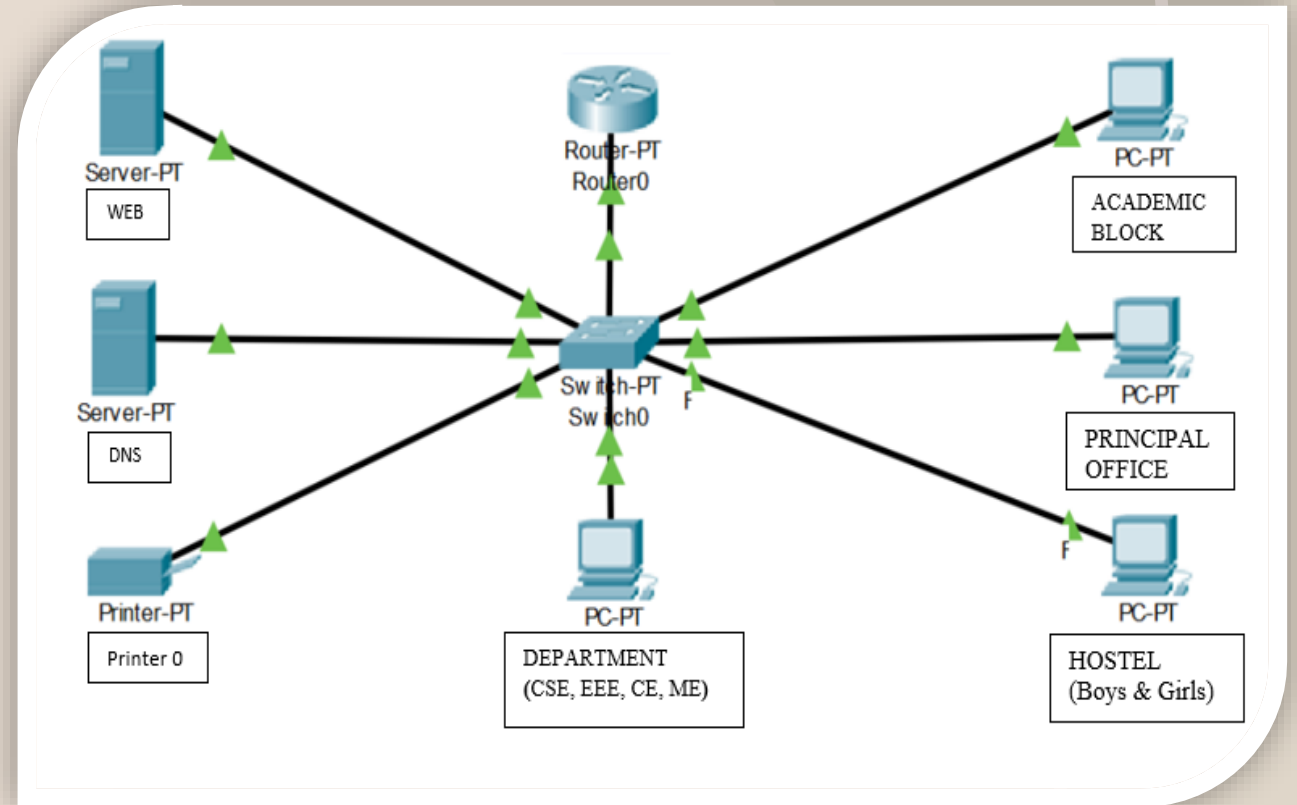 Server-PT
WEB
Router-PT
Router0
PC-PT
ACADEMIC
BLOCK
Server-PT
DNS
Switch-PT
Switch0
F
PC-PT
PRINCIPAL
OFFICE
Printer-PT
Printer 0
PC-PT
DEPARTMENT
(CSE, EEE, CE, ME)
F
PC-PT
HOSTEL
(Boys & Girls)